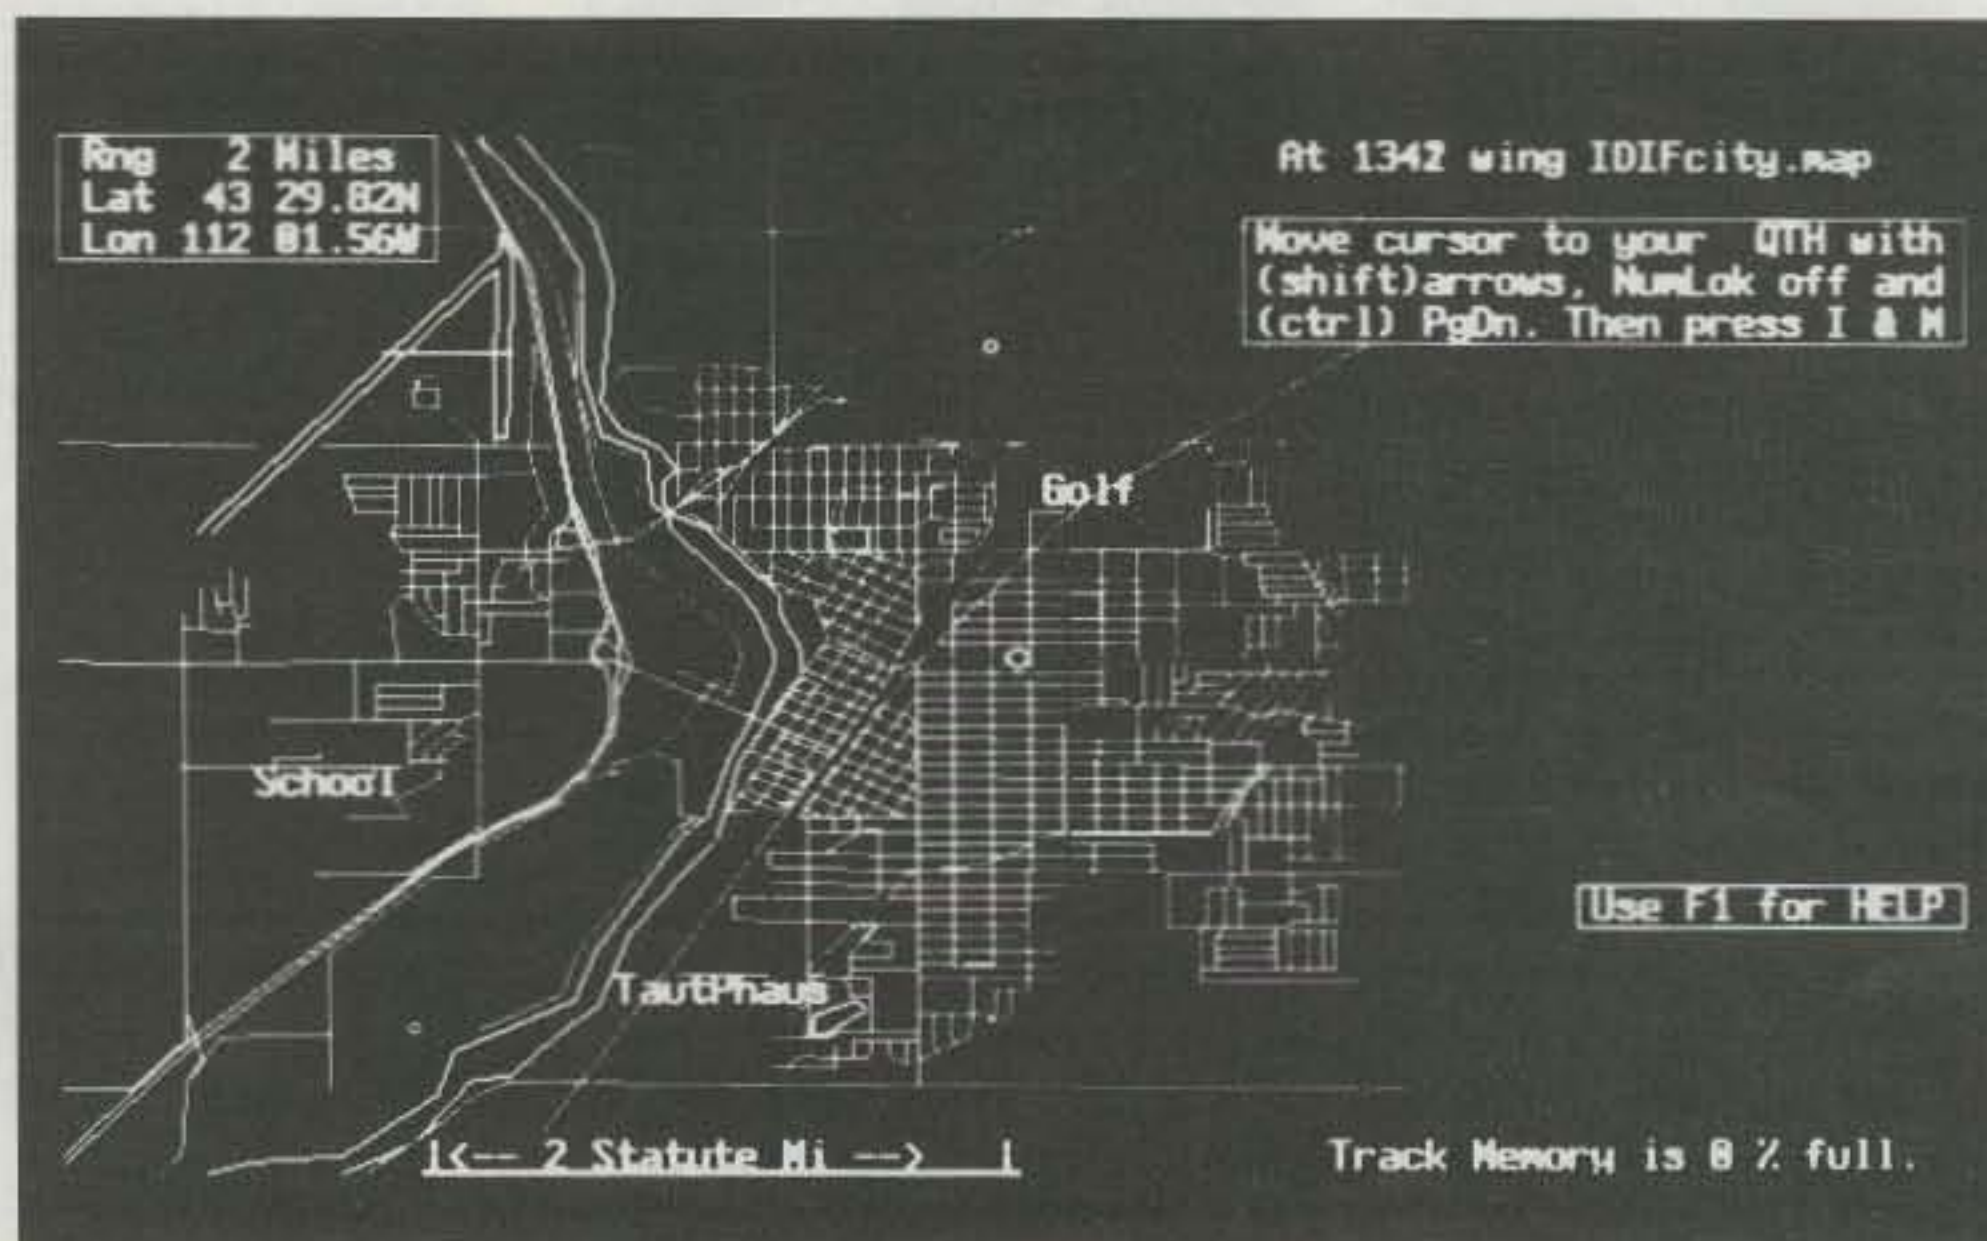 Rng 2 Miles
Lat 43 29.82N
Lon 112 01.56W
At 1342 using IDIFcity.map
Move cursor to your QTH with
(shift)arrows, NumLok off and
(ctrl) PgDn. Then press I & M
Golf
School
Use F1 for HELP
TautPhaus
|<-- 2 Statute Mi --> |
Track Memory is 0 % full.